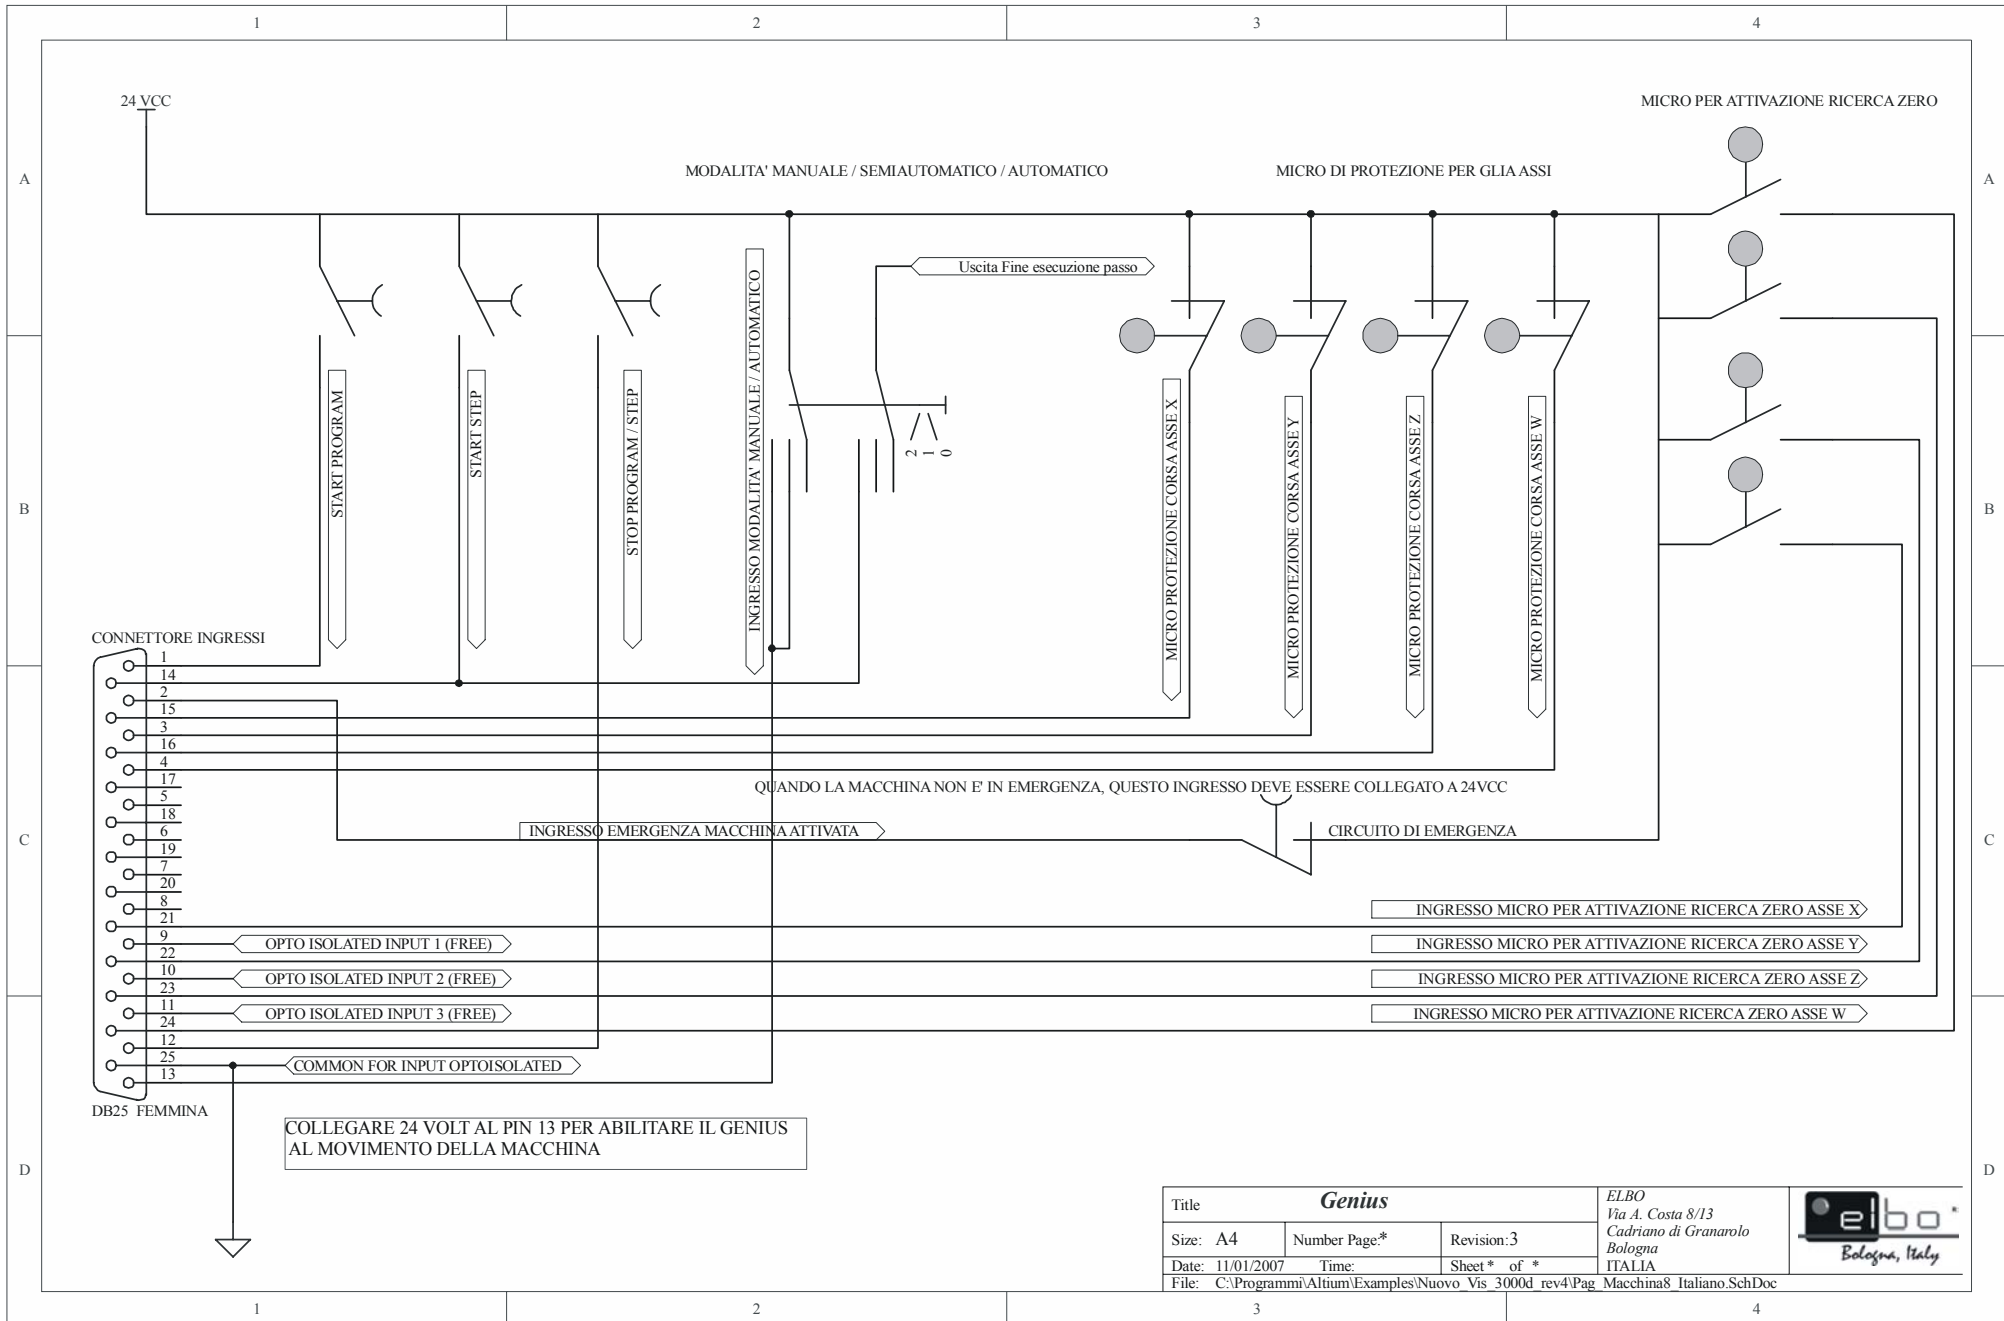 1 2 3 4
A
B
C
D
A
B
C
D
24 VCC
MODALITA' MANUALE / SEMIAUTOMATICO / AUTOMATICO
MICRO DI PROTEZIONE PER GLI ASSI
MICRO PER ATTIVAZIONE RICERCA ZERO
START PROGRAM
START STEP
STOP PROGRAM / STEP
INGRESSO MODALITA' MANUALE / AUTOMATICO
Uscita Fine esecuzione passo
2
1
0
MICRO PROTEZIONE CORSA ASSE X
MICRO PROTEZIONE CORSA ASSE Y
MICRO PROTEZIONE CORSA ASSE Z
MICRO PROTEZIONE CORSA ASSE W
CONNETTORE INGRESSI
1
14
2
15
3
16
4
17
5
18
6
19
7
20
8
21
9
22
10
23
11
24
12
25
13
DB25 FEMMINA
QUANDO LA MACCHINA NON E' IN EMERGENZA, QUESTO INGRESSO DEVE ESSERE COLLEGATO A 24VCC
INGRESSO EMERGENZA MACCHINA ATTIVATA
CIRCUITO DI EMERGENZA
INGRESSO MICRO PER ATTIVAZIONE RICERCA ZERO ASSE X
OPTO ISOLATED INPUT 1 (FREE)
INGRESSO MICRO PER ATTIVAZIONE RICERCA ZERO ASSE Y
OPTO ISOLATED INPUT 2 (FREE)
INGRESSO MICRO PER ATTIVAZIONE RICERCA ZERO ASSE Z
OPTO ISOLATED INPUT 3 (FREE)
INGRESSO MICRO PER ATTIVAZIONE RICERCA ZERO ASSE W
COMMON FOR INPUT OPTOISOLATED
COLLEGARE 24 VOLT AL PIN 13 PER ABILITARE IL GENIUS
AL MOVIMENTO DELLA MACCHINA
Title Genius
Size: A4 Number Page:* Revision:3
Date: 11/01/2007 Time: Sheet * of *
File: C:\Programmi\Altium\Examples\Nuovo_Vis_3000d_rev4\Pag_Macchina8_Italiano.SchDoc
ELBO
Via A. Costa 8/13
Cadriano di Granarolo
Bologna
ITALIA
elbo
Bologna, Italy
1 2 3 4